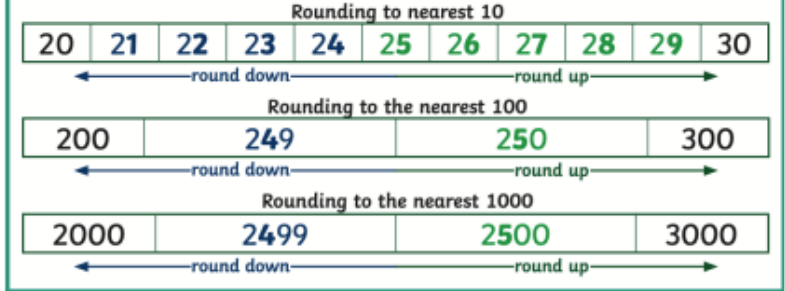 Rounding to nearest 10
20 21 22 23 24 25 26 27 28 29 30
round down round up
Rounding to the nearest 100
200 249 250 300
round down round up
Rounding to the nearest 1000
2000 2499 2500 3000
round down round up